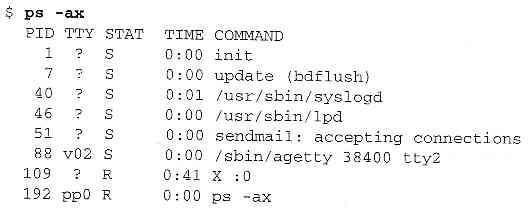 $ ps -ax
PID TTY STAT TIME COMMAND
1 ? S 0:00 init
7 ? S 0:00 update (bdflush)
40 ? S 0:01 /usr/sbin/syslogd
46 ? S 0:00 /usr/sbin/lpd
51 ? S 0:00 sendmail: accepting connections
88 v02 S 0:00 /sbin/agetty 38400 tty2
109 ? R 0:41 X :0
192 pp0 R 0:00 ps -ax